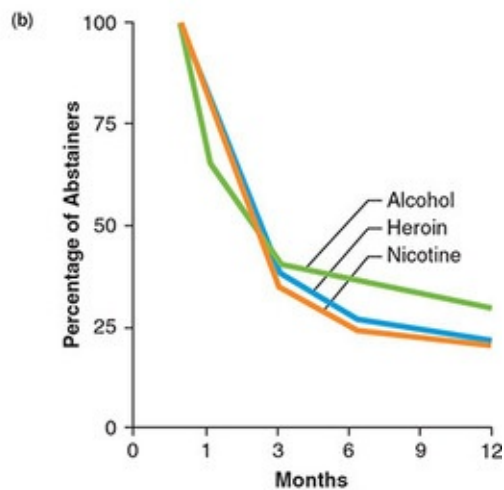 (b)
Percentage of Abstainers
100
75
50
25
0
Alcohol
Heroin
Nicotine
0 1 3 6 9 12
Months